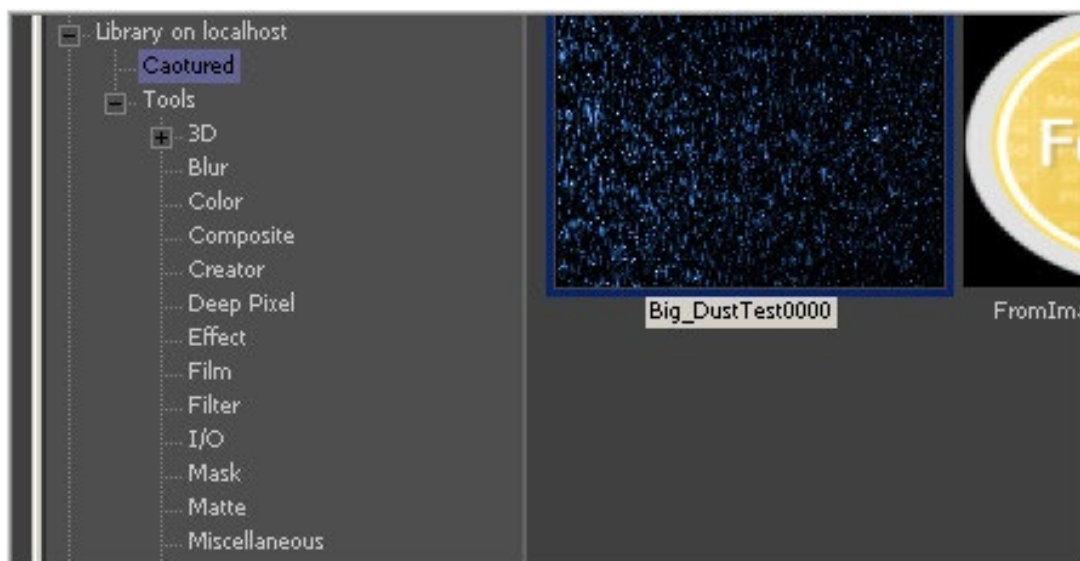 Library on localhost
Caotured
Tools
3D
Blur
Color
Composite
Creator
Deep Pixel
Effect
Film
Filter
I/O
Mask
Matte
Miscellaneous
Big_DustTest0000
FromIma